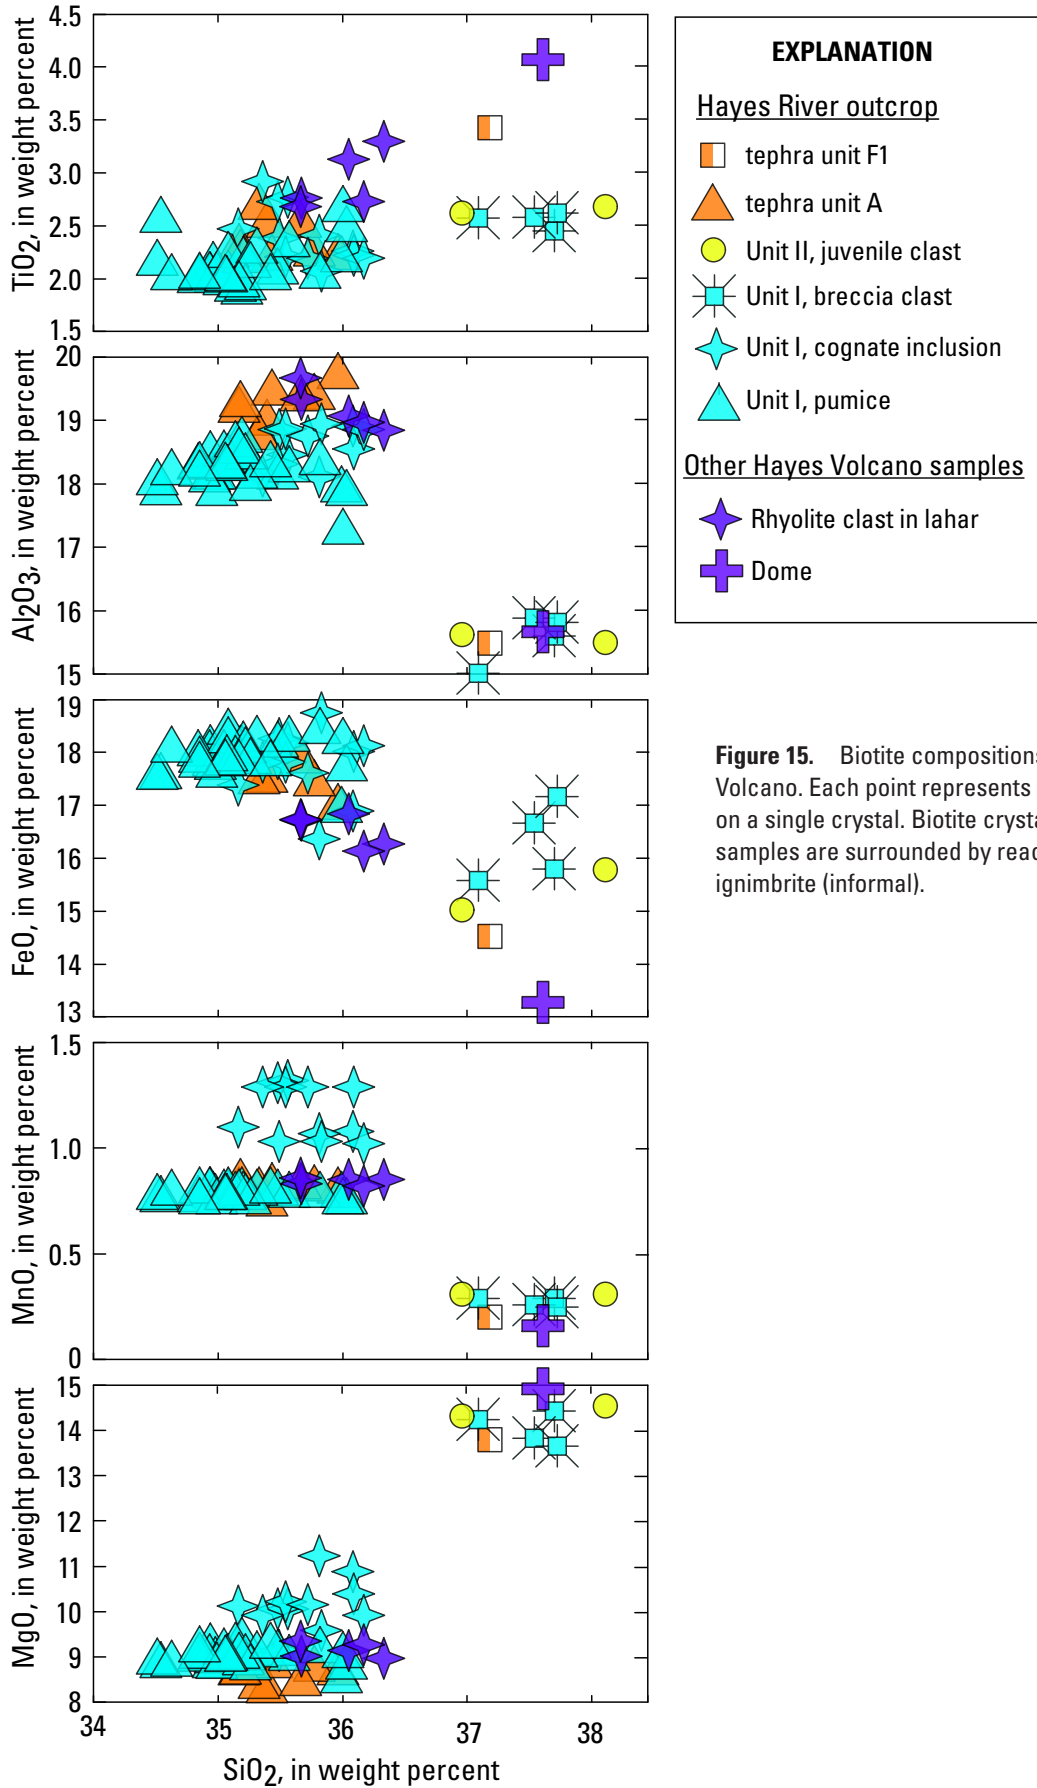 4.5
4.0
3.5
3.0
2.5
2.0
1.5
TiO2, in weight percent
20
19
18
17
16
15
Al2O3, in weight percent
19
18
17
16
15
14
13
FeO, in weight percent
1.5
1.0
0.5
0
MnO, in weight percent
15
14
13
12
11
10
9
8
MgO, in weight percent
34 35 36 37 38
SiO2, in weight percent
EXPLANATION
Hayes River outcrop
tephra unit F1
tephra unit A
Unit II, juvenile clast
Unit I, breccia clast
Unit I, cognate inclusion
Unit I, pumice
Other Hayes Volcano samples
Rhyolite clast in lahar
Dome
Figure 15. Biotite compositions
Volcano. Each point represents
on a single crystal. Biotite crysta
samples are surrounded by reac
ignimbrite (informal).